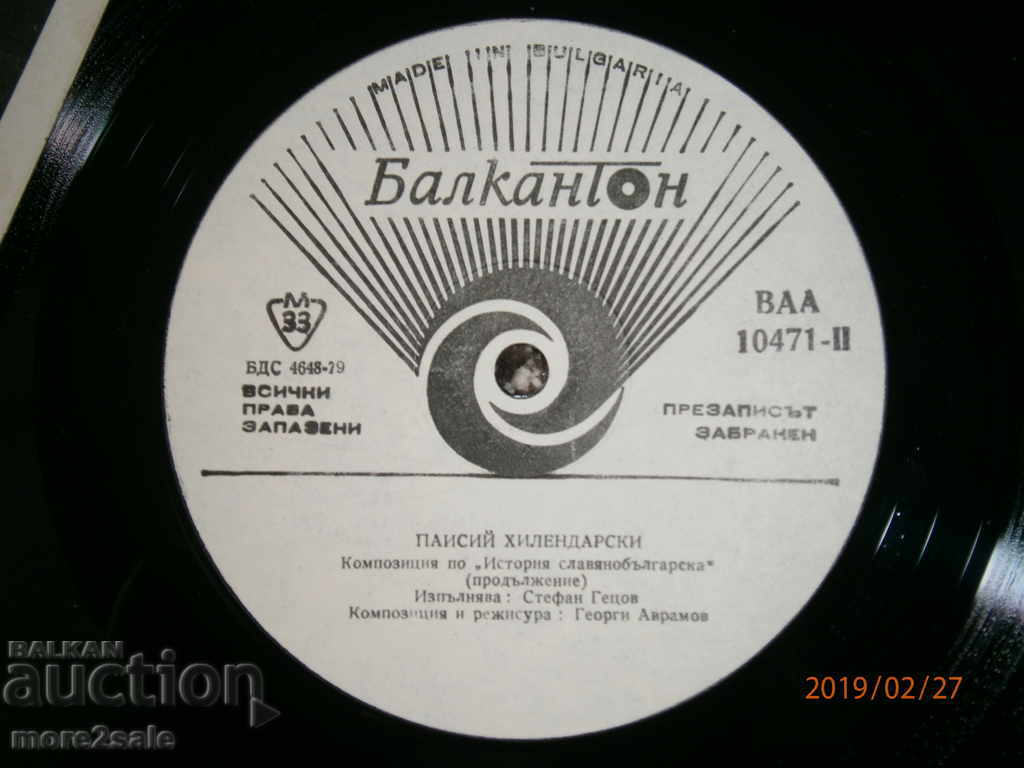 MADE IN BULGARIA
Балкантон
М
33
ВАА
10471-II
БДС 4648-79
ВСИЧКИ
ПРАВА
ЗАПАЗЕНИ
ПРЕЗАПИСЪТ
ЗАБРАНЕН
ПАИСИЙ ХИЛЕНДАРСКИ
Композиция по „История славянобългарска"
(продължение)
Изпълнява : Стефан Гецов
Композиция и режисура : Георги Аврамов
BALKAN
auction
more2sale
2019/02/27